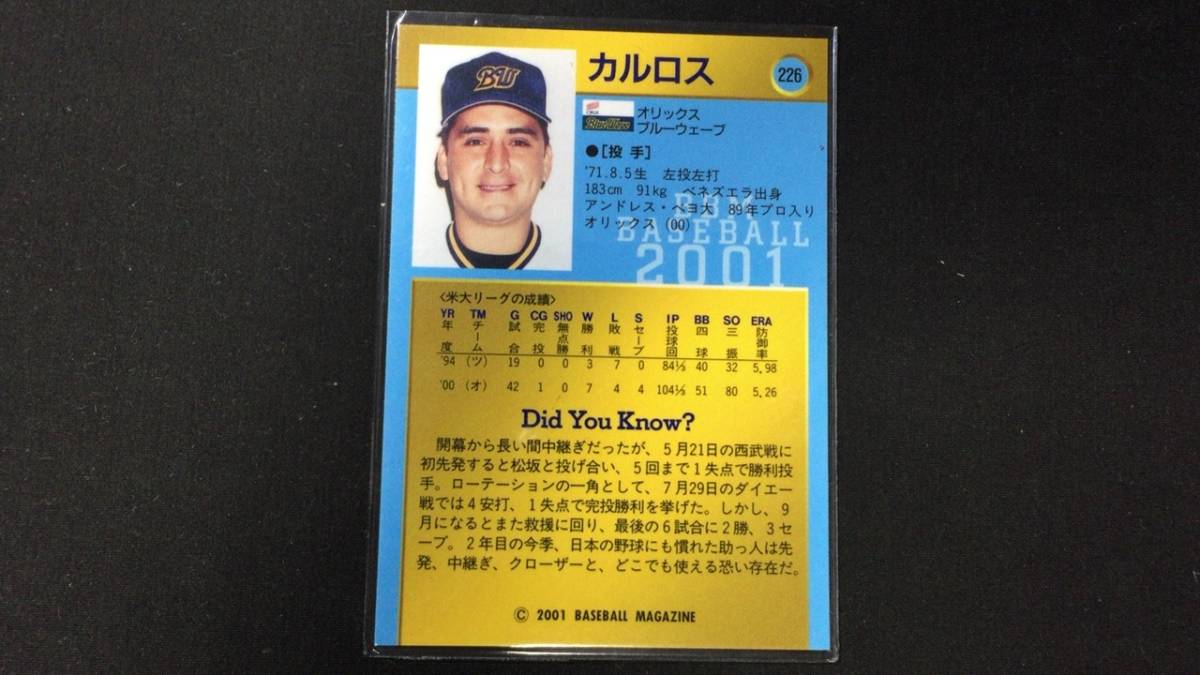 カルロス
226
BW
BlueWave
オリックス
ブルーウェーブ
●[投 手]
'71.8.5生 左投左打
183cm 91kg ベネズエラ出身
アンドレス・ベヨ大 89年プロ入り
オリックス(00)
BBM
BASEBALL
2001
〈米大リーグの成績〉
YR TM G CG SHO W L S IP BB SO ERA
年度 チーム 試合 完投 無点勝 勝利 敗戦 セーブ 投球回 四球 三振 防御率
'94 (ツ) 19 0 0 3 7 0 84⅓ 40 32 5.98
'00 (オ) 42 1 0 7 4 4 104⅓ 51 80 5.26
Did You Know?
開幕から長い間中継ぎだったが、5月21日の西武戦に
初先発すると松坂と投げ合い、5回まで1失点で勝利投
手。ローテーションの一角として、7月29日のダイエー
戦では4安打、1失点で完投勝利を挙げた。しかし、9
月になるとまた救援に回り、最後の6試合に2勝、3セ
ーブ。2年目の今季、日本の野球にも慣れた助っ人は先
発、中継ぎ、クローザーと、どこでも使える恐い存在だ。
© 2001 BASEBALL MAGAZINE